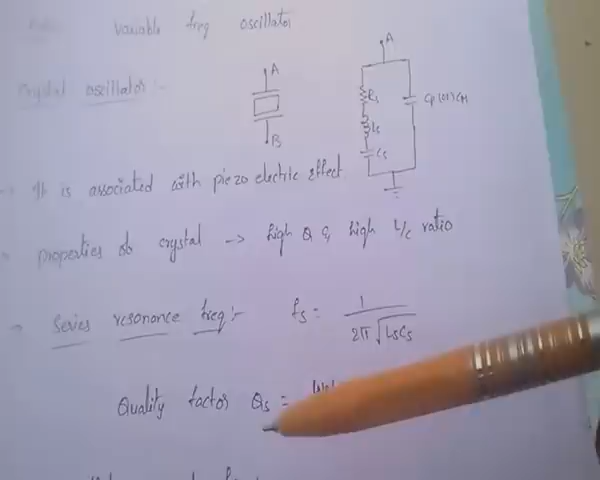 variable freq oscillator
Crystal oscillator :-
A
B
A
Rs
Ls
Cs
Cp (or) CM
It is associated with piezo electric effect
properties of crystal → high Q & high L/C ratio
Series resonance freq :- fs = 1 / 2π √LsCs
Quality factor Qs =